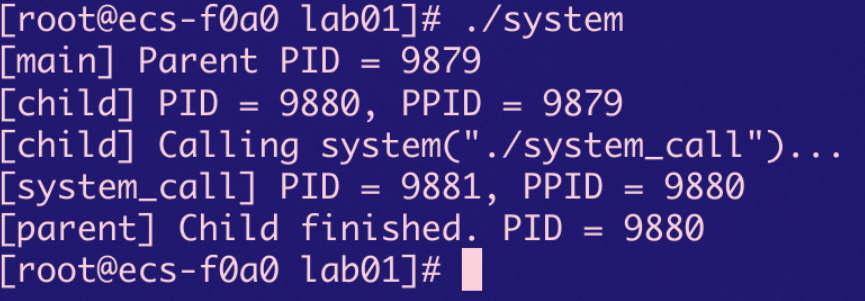 [root@ecs-f0a0 lab01]# ./system
[main] Parent PID = 9879
[child] PID = 9880, PPID = 9879
[child] Calling system("./system_call")...
[system_call] PID = 9881, PPID = 9880
[parent] Child finished. PID = 9880
[root@ecs-f0a0 lab01]#